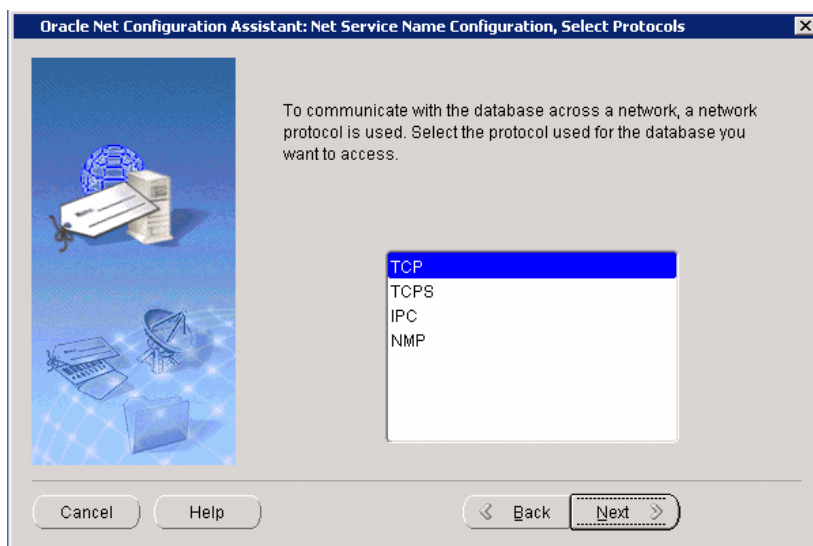 Oracle Net Configuration Assistant: Net Service Name Configuration, Select Protocols
To communicate with the database across a network, a network
protocol is used. Select the protocol used for the database you
want to access.
TCP
TCPS
IPC
NMP
Cancel
Help
Back
Next